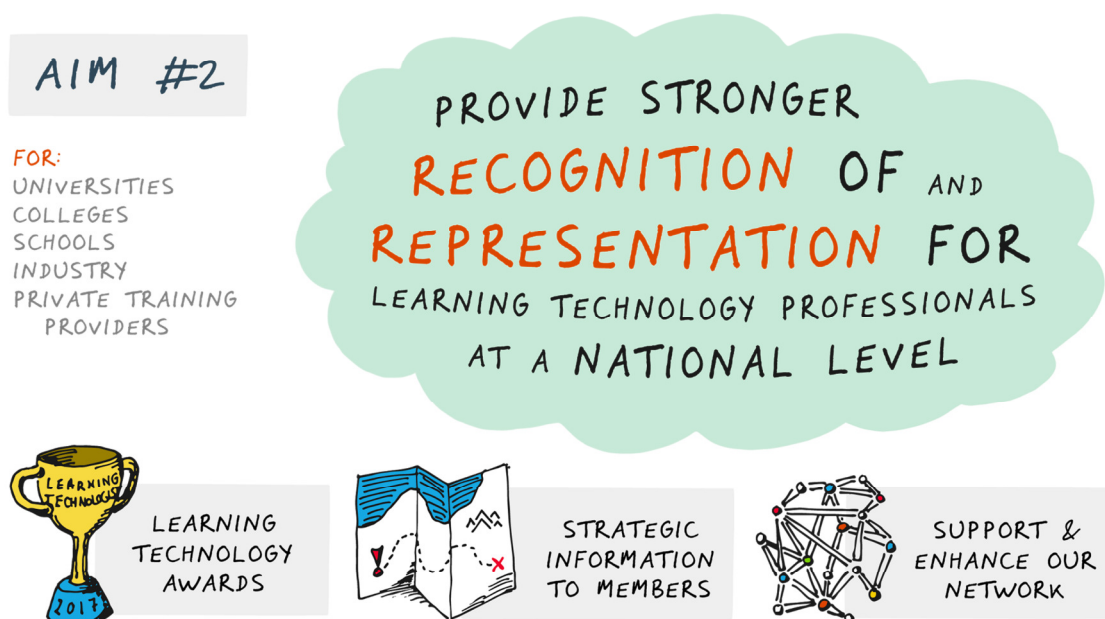 AIM #2
FOR:
UNIVERSITIES
COLLEGES
SCHOOLS
INDUSTRY
PRIVATE TRAINING
PROVIDERS
PROVIDE STRONGER
RECOGNITION OF AND
REPRESENTATION FOR
LEARNING TECHNOLOGY PROFESSIONALS
AT A NATIONAL LEVEL
LEARNING
TECHNOLOGIST
2017
LEARNING
TECHNOLOGY
AWARDS
STRATEGIC
INFORMATION
TO MEMBERS
SUPPORT &
ENHANCE OUR
NETWORK